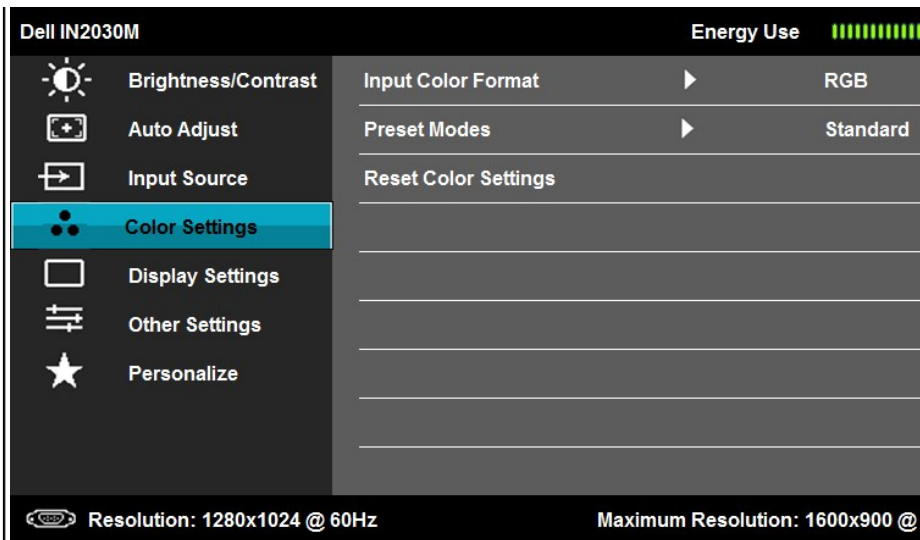 Dell IN2030M Energy Use
Brightness/Contrast Input Color Format RGB
Auto Adjust Preset Modes Standard
Input Source Reset Color Settings
Color Settings
Display Settings
Other Settings
Personalize
Resolution: 1280x1024 @ 60Hz Maximum Resolution: 1600x900 @